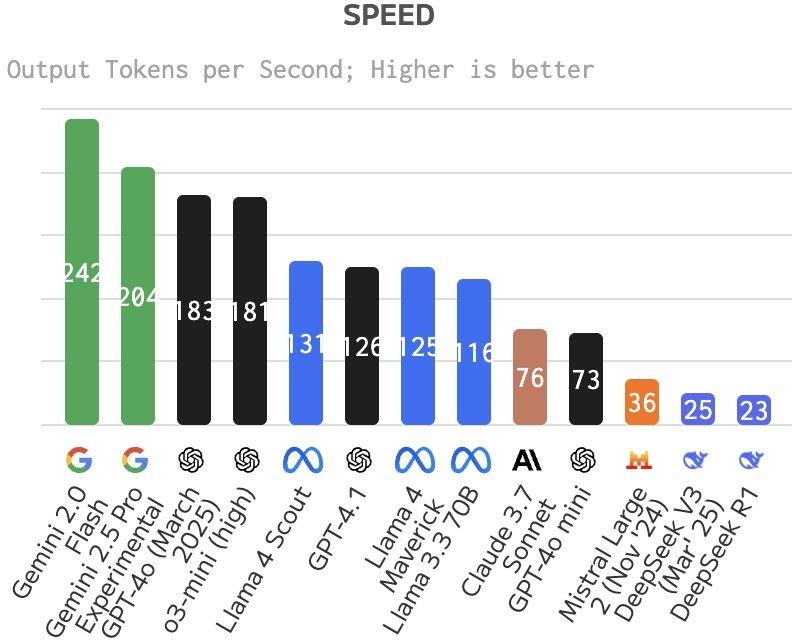 SPEED
Output Tokens per Second; Higher is better
242
204
183
181
131
126
125
116
76
73
36
25
23
Gemini 2.0
Flash
Gemini 2.5 Pro
Experimental
GPT-4o (March
2025)
o3-mini (high)
Llama 4 Scout
GPT-4.1
Llama 4
Maverick
Llama 3.3 70B
Claude 3.7
Sonnet
GPT-4o mini
Mistral Large
2 (Nov '24)
DeepSeek V3
(Mar' 25)
DeepSeek R1